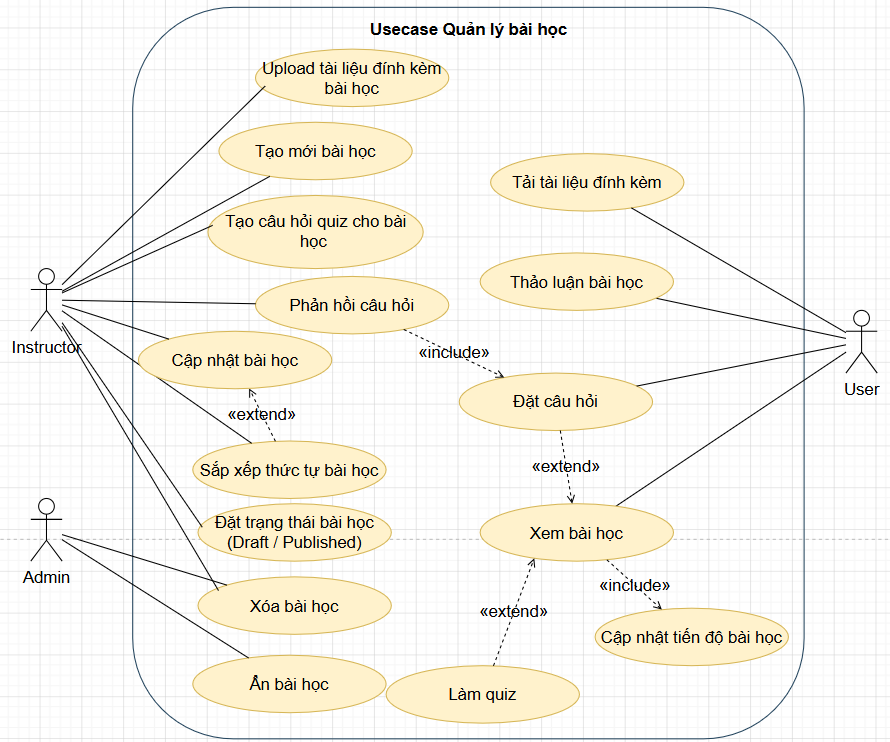 Usecase Quản lý bài học
Upload tài liệu đính kèm
bài học
Tạo mới bài học
Tải tài liệu đính kèm
Tạo câu hỏi quiz cho bài
học
Thảo luận bài học
Phản hồi câu hỏi
Instructor
«include»
Cập nhật bài học
User
Đặt câu hỏi
«extend»
Sắp xếp thức tự bài học
«extend»
Đặt trạng thái bài học
(Draft / Published)
Xem bài học
Admin
«include»
Xóa bài học
«extend»
Cập nhật tiến độ bài học
Ẩn bài học
Làm quiz